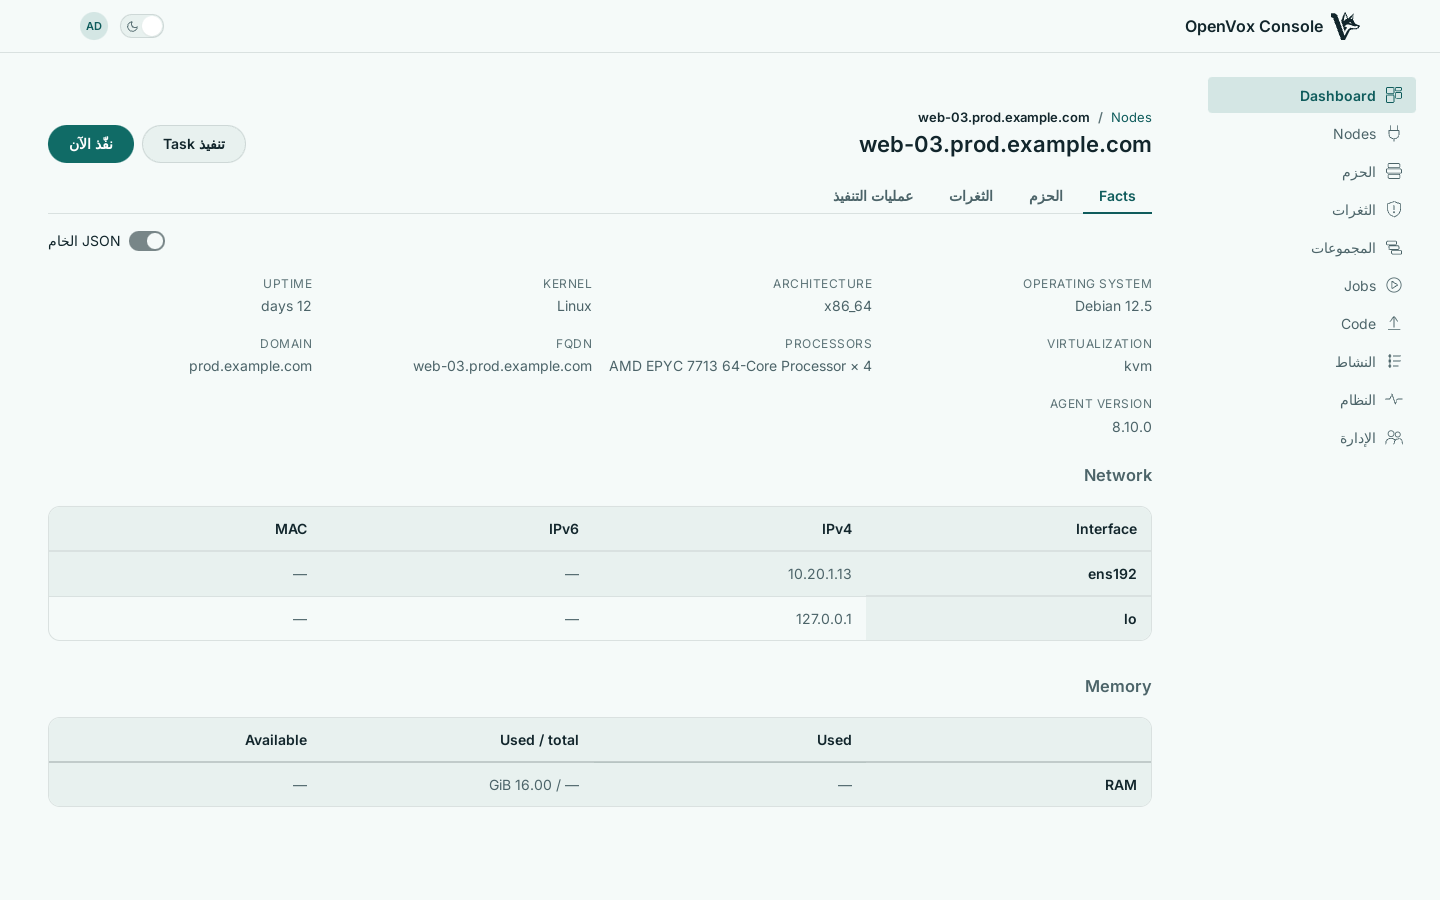 OpenVox Console
AD
Dashboard
Nodes
الحزم
الثغرات
المجموعات
Jobs
Code
النشاط
النظام
الإدارة
Nodes / web-03.prod.example.com
web-03.prod.example.com
تنفيذ Task
نفّذ الآن
Facts
الحزم
الثغرات
عمليات التنفيذ
JSON الخام
OPERATING SYSTEM
Debian 12.5
ARCHITECTURE
x86_64
KERNEL
Linux
UPTIME
days 12
VIRTUALIZATION
kvm
PROCESSORS
AMD EPYC 7713 64-Core Processor × 4
FQDN
web-03.prod.example.com
DOMAIN
prod.example.com
AGENT VERSION
8.10.0
Network
Interface IPv4 IPv6 MAC
ens192 10.20.1.13 — —
lo 127.0.0.1 — —
Memory
Used Used / total Available
RAM — GiB 16.00 / — —